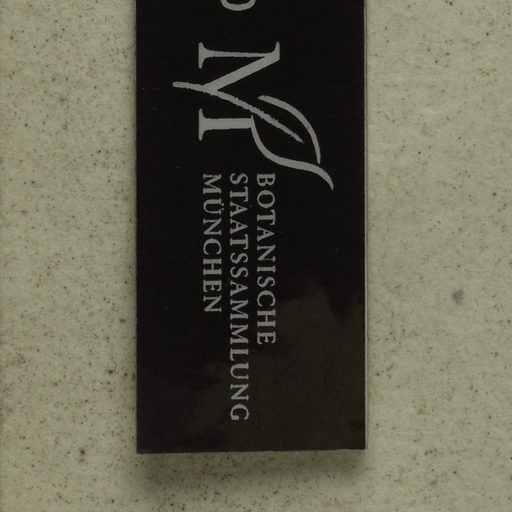 M
BOTANISCHE
STAATSSAMMLUNG
MÜNCHEN